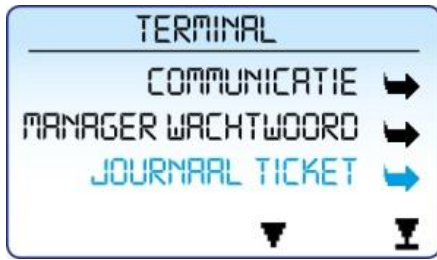 TERMINAL
COMMUNICATIE
MANAGER WACHTWOORD
JOURNAAL TICKET